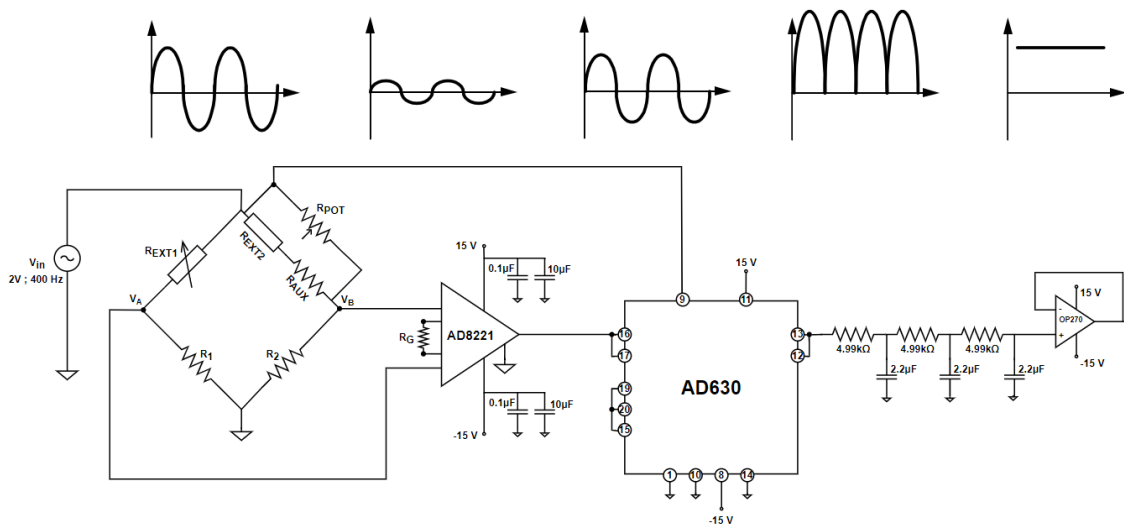 R_POT
R_EXT1
R_EXT2
R_AUX
V_in
2V ; 400 Hz
V_A
V_B
R_1
R_2
R_G
AD8221
15 V
0.1µF
10µF
0.1µF
10µF
-15 V
15 V
9
11
16
17
19
20
15
13
12
AD630
1
10
8
14
-15 V
4.99kΩ
4.99kΩ
4.99kΩ
2.2µF
2.2µF
2.2µF
15 V
-
OP270
+
-15 V